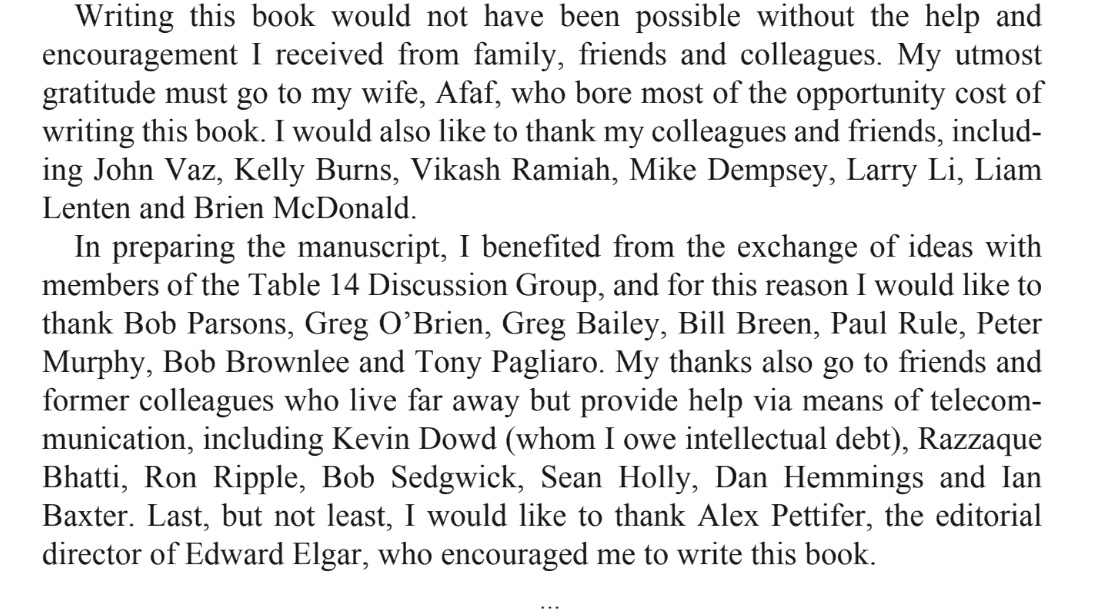 Writing this book would not have been possible without the help and
encouragement I received from family, friends and colleagues. My utmost
gratitude must go to my wife, Afaf, who bore most of the opportunity cost of
writing this book. I would also like to thank my colleagues and friends, includ-
ing John Vaz, Kelly Burns, Vikash Ramiah, Mike Dempsey, Larry Li, Liam
Lenten and Brien McDonald.
In preparing the manuscript, I benefited from the exchange of ideas with
members of the Table 14 Discussion Group, and for this reason I would like to
thank Bob Parsons, Greg O’Brien, Greg Bailey, Bill Breen, Paul Rule, Peter
Murphy, Bob Brownlee and Tony Pagliaro. My thanks also go to friends and
former colleagues who live far away but provide help via means of telecom-
munication, including Kevin Dowd (whom I owe intellectual debt), Razzaque
Bhatti, Ron Ripple, Bob Sedgwick, Sean Holly, Dan Hemmings and Ian
Baxter. Last, but not least, I would like to thank Alex Pettifer, the editorial
director of Edward Elgar, who encouraged me to write this book.
...